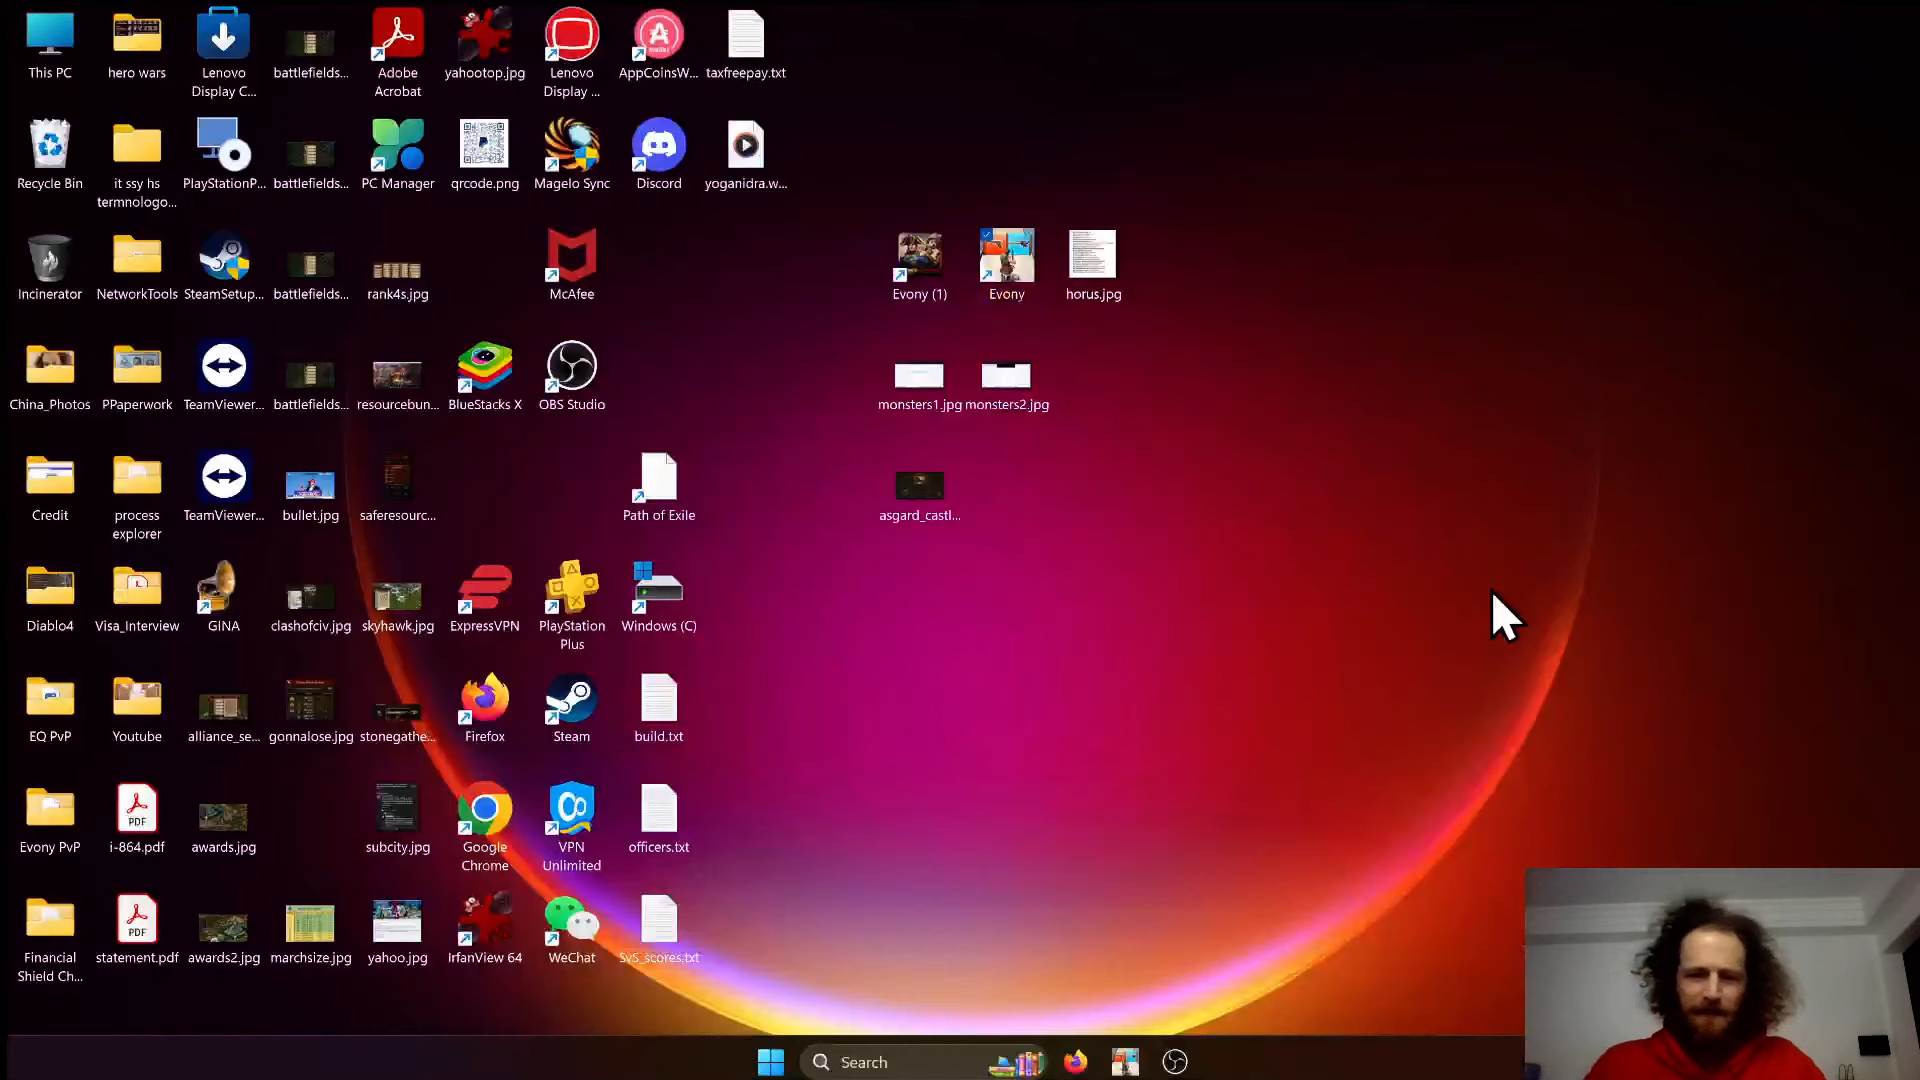 This PC
hero wars
Lenovo
Display C...
battlefields...
Adobe
Acrobat
yahootop.jpg
Lenovo
Display ...
AppCoinsW...
taxfreepay.txt
Recycle Bin
it ssy hs
termnologo...
PlayStationP...
battlefields...
PC Manager
qrcode.png
Magelo Sync
Discord
yoganidra.w...
Incinerator
NetworkTools
SteamSetup...
battlefields...
rank4s.jpg
McAfee
Evony (1)
Evony
horus.jpg
China_Photos
PPaperwork
TeamViewer...
battlefields...
resourcebun...
BlueStacks X
OBS Studio
monsters1.jpg
monsters2.jpg
Credit
process
explorer
TeamViewer...
bullet.jpg
saferesourc...
Path of Exile
asgard_castl...
Diablo4
Visa_Interview
GINA
clashofciv.jpg
skyhawk.jpg
ExpressVPN
PlayStation
Plus
Windows (C)
EQ PvP
Youtube
alliance_se...
gonnalose.jpg
stonegathe...
Firefox
Steam
build.txt
Evony PvP
PDF
i-864.pdf
awards.jpg
subcity.jpg
Google
Chrome
VPN
Unlimited
officers.txt
Financial
Shield Ch...
PDF
statement.pdf
awards2.jpg
marchsize.jpg
yahoo.jpg
IrfanView 64
WeChat
SvS_scores.txt
Search